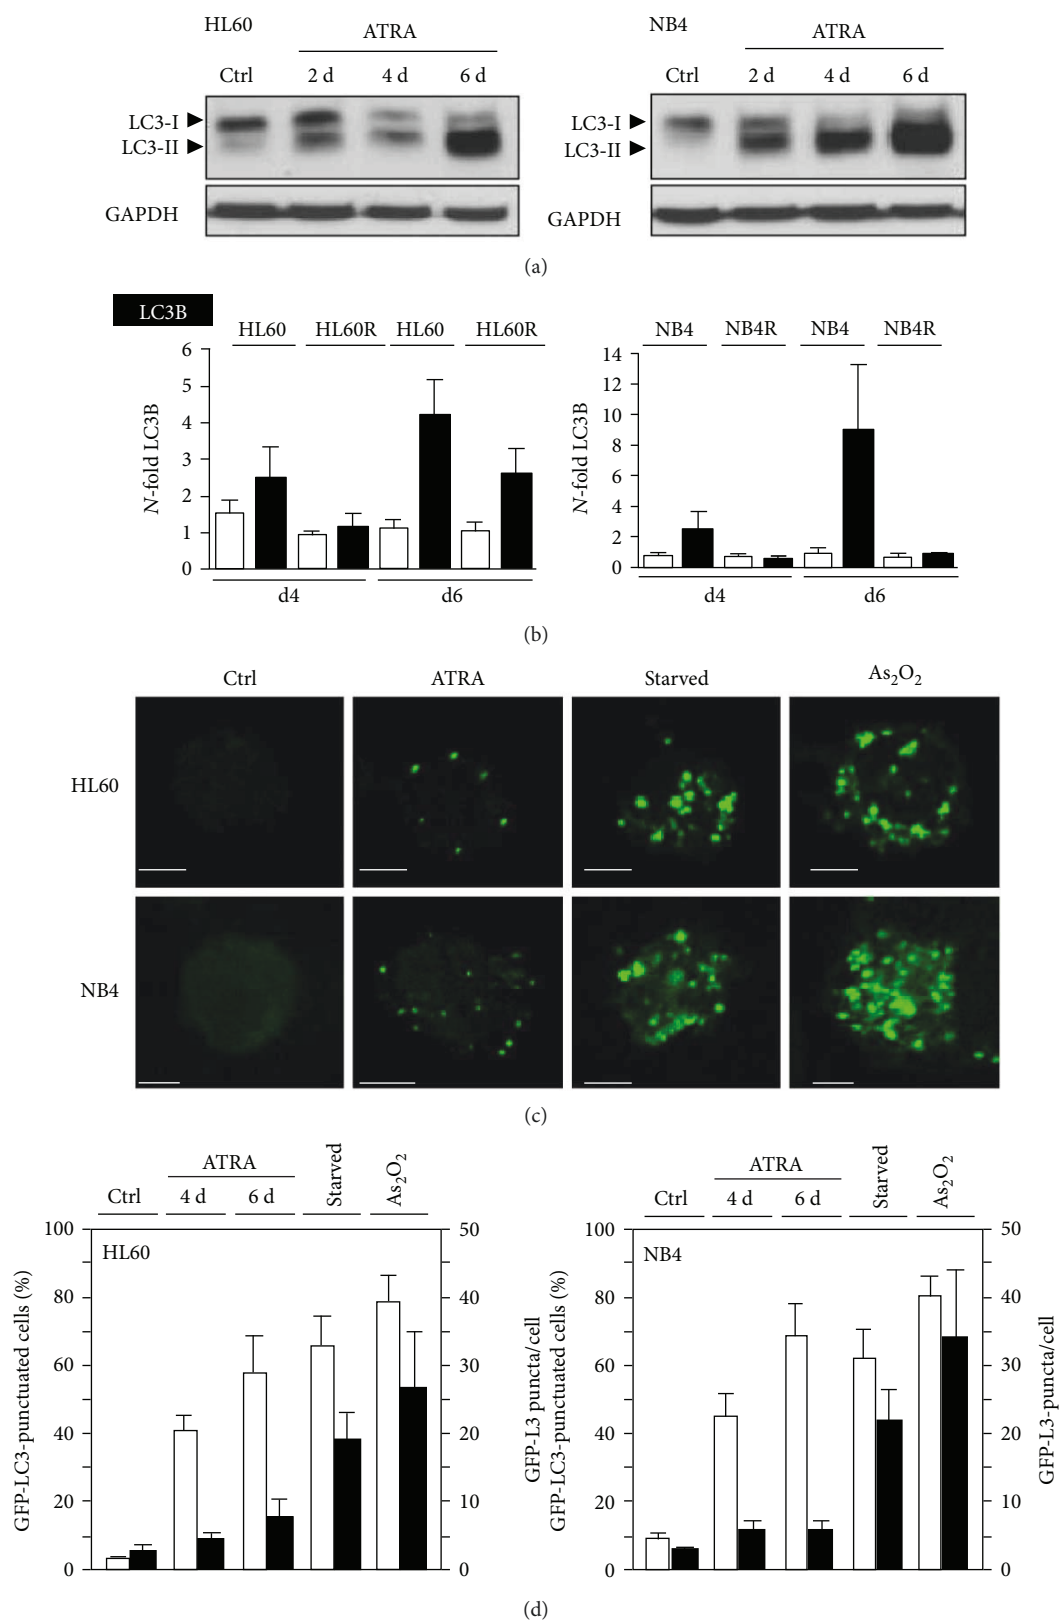 HL60
ATRA
Ctrl 2 d 4 d 6 d
LC3-I
LC3-II
GAPDH
NB4
ATRA
Ctrl 2 d 4 d 6 d
LC3-I
LC3-II
GAPDH
(a)
LC3B
HL60 HL60R HL60 HL60R
N-fold LC3B
6
5
4
3
2
1
0
d4 d6
NB4 NB4R NB4 NB4R
N-fold LC3B
14
12
10
8
6
4
2
0
d4 d6
(b)
Ctrl ATRA Starved As2O2
HL60
NB4
(c)
ATRA
Ctrl 4 d 6 d Starved As2O2
HL60
GFP-LC3-punctuated cells (%)
100
80
60
40
20
0
50
40
30
20
10
0
GFP-L3 puncta/cell
ATRA
Ctrl 4 d 6 d Starved As2O2
NB4
GFP-LC3-punctuated cells (%)
100
80
60
40
20
0
50
40
30
20
10
0
GFP-L3-puncta/cell
(d)